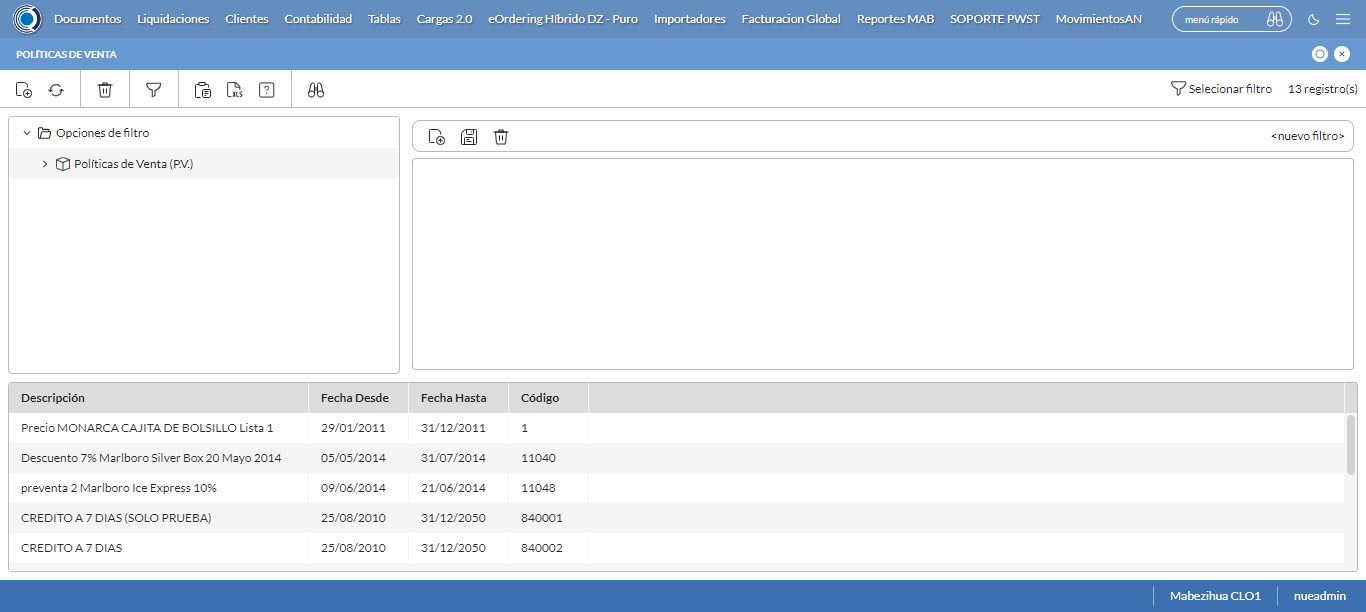 Documentos Liquidaciones Clientes Contabilidad Tablas Cargas 2.0 eOrdering Híbrido DZ - Puro Importadores Facturacion Global Reportes MAB SOPORTE PWST MovimientosAN menú rápido
POLÍTICAS DE VENTA
XLS ? Selecionar filtro 13 registro(s)
Opciones de filtro
<nuevo filtro>
Políticas de Venta (P.V.)
Descripción Fecha Desde Fecha Hasta Código
Precio MONARCA CAJITA DE BOLSILLO Lista 1 29/01/2011 31/12/2011 1
Descuento 7% Marlboro Silver Box 20 Mayo 2014 05/05/2014 31/07/2014 11040
preventa 2 Marlboro Ice Express 10% 09/06/2014 21/06/2014 11048
CREDITO A 7 DIAS (SOLO PRUEBA) 25/08/2010 31/12/2050 840001
CREDITO A 7 DIAS 25/08/2010 31/12/2050 840002
Mabezihua CLO1 nueadmin